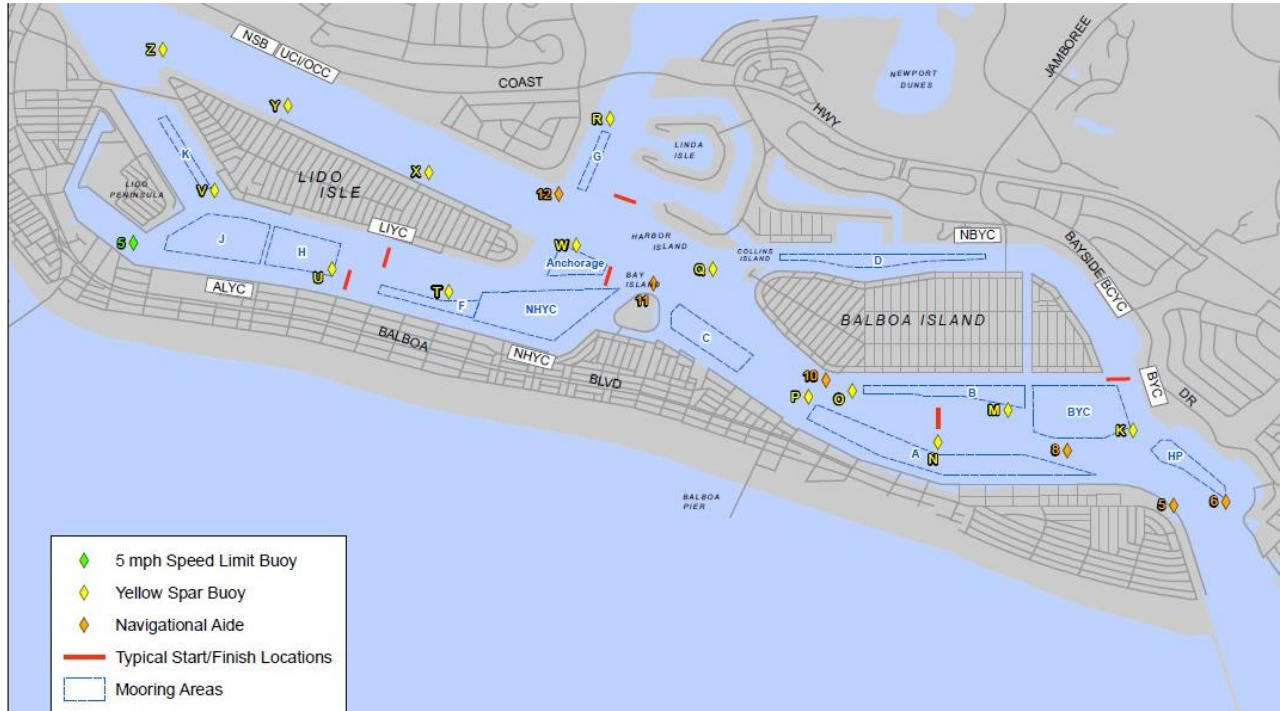 Z
NSB
UCI/OCC
COAST
HWY
NEWPORT
DUNES
JAMBOREE
Y
R
G
LINDA
ISLE
K
LIDO
PENINSULA
V
LIDO
ISLE
X
12
LIYC
HARBOR
ISLAND
COLLINS
ISLAND
NBYC
BAYSIDE/BCYC
5
J
H
U
W
Anchorage
BAY
ISLAND
11
Q
D
ALYC
T
F
NHYC
C
BALBOA ISLAND
BALBOA
NHYC
BLVD
10
P
O
B
M
BYC
K
BYC
DR
A
N
8
HP
5
6
BALBOA
PIER
5 mph Speed Limit Buoy
Yellow Spar Buoy
Navigational Aide
Typical Start/Finish Locations
Mooring Areas